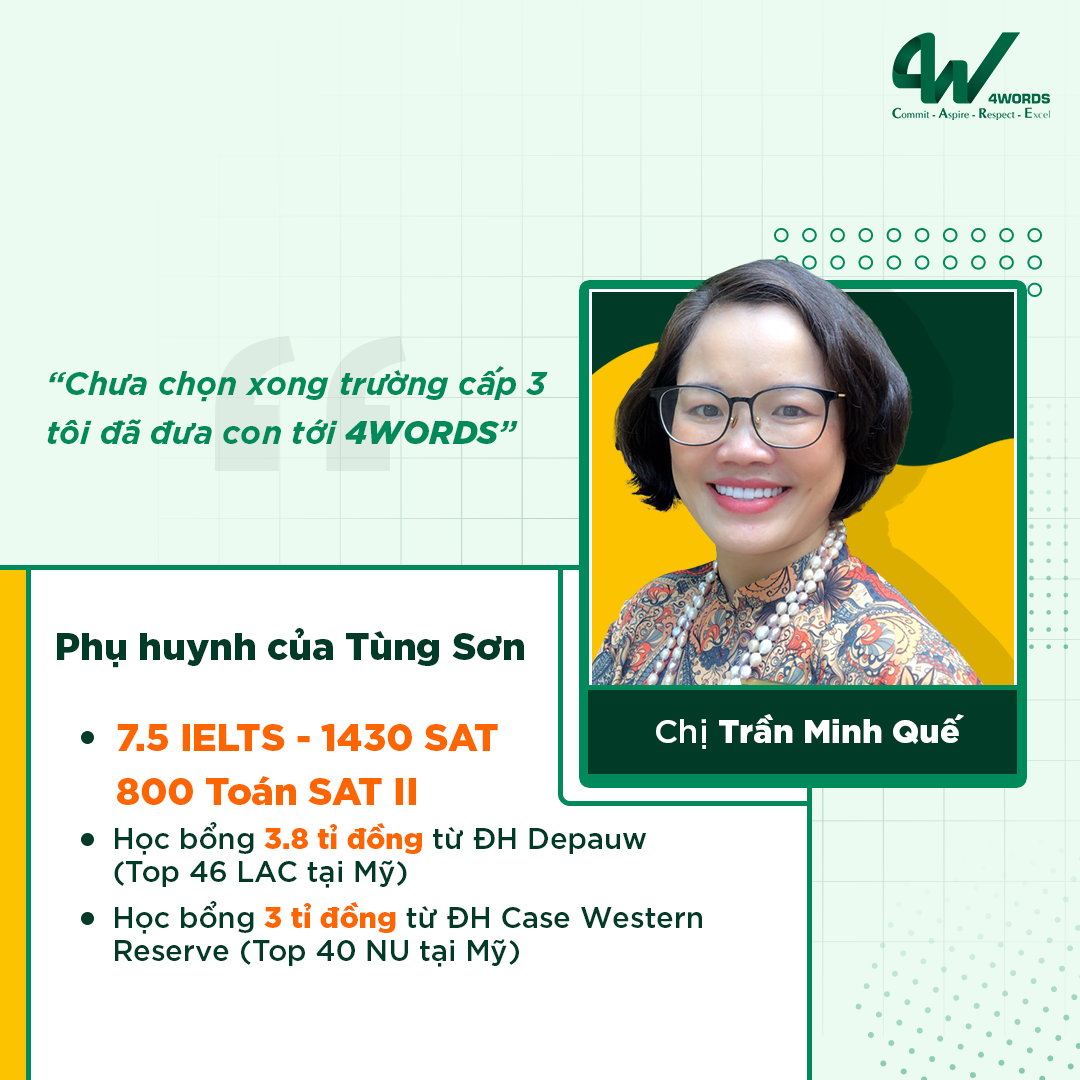 4W
4WORDS
Commit - Aspire - Respect - Excel
“Chưa chọn xong trường cấp 3
tôi đã đưa con tới 4WORDS”
Phụ huynh của Tùng Sơn
• 7.5 IELTS - 1430 SAT
800 Toán SAT II
• Học bổng 3.8 tỉ đồng từ ĐH Depauw
(Top 46 LAC tại Mỹ)
• Học bổng 3 tỉ đồng từ ĐH Case Western
Reserve (Top 40 NU tại Mỹ)
Chị Trần Minh Quế